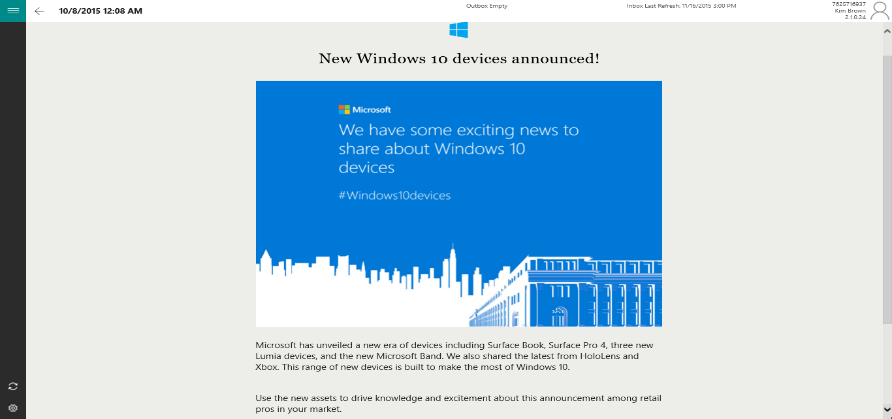 10/8/2015 12:08 AM
Outbox Empty
Inbox Last Refresh: 11/16/2015 3:00 PM
7625716937
Kim Brown
2.1.0.24
New Windows 10 devices announced!
Microsoft
We have some exciting news to
share about Windows 10
devices
#Windows10devices
Microsoft has unveiled a new era of devices including Surface Book, Surface Pro 4, three new
Lumia devices, and the new Microsoft Band. We also shared the latest from HoloLens and
Xbox. This range of new devices is built to make the most of Windows 10.
Use the new assets to drive knowledge and excitement about this announcement among retail
pros in your market.